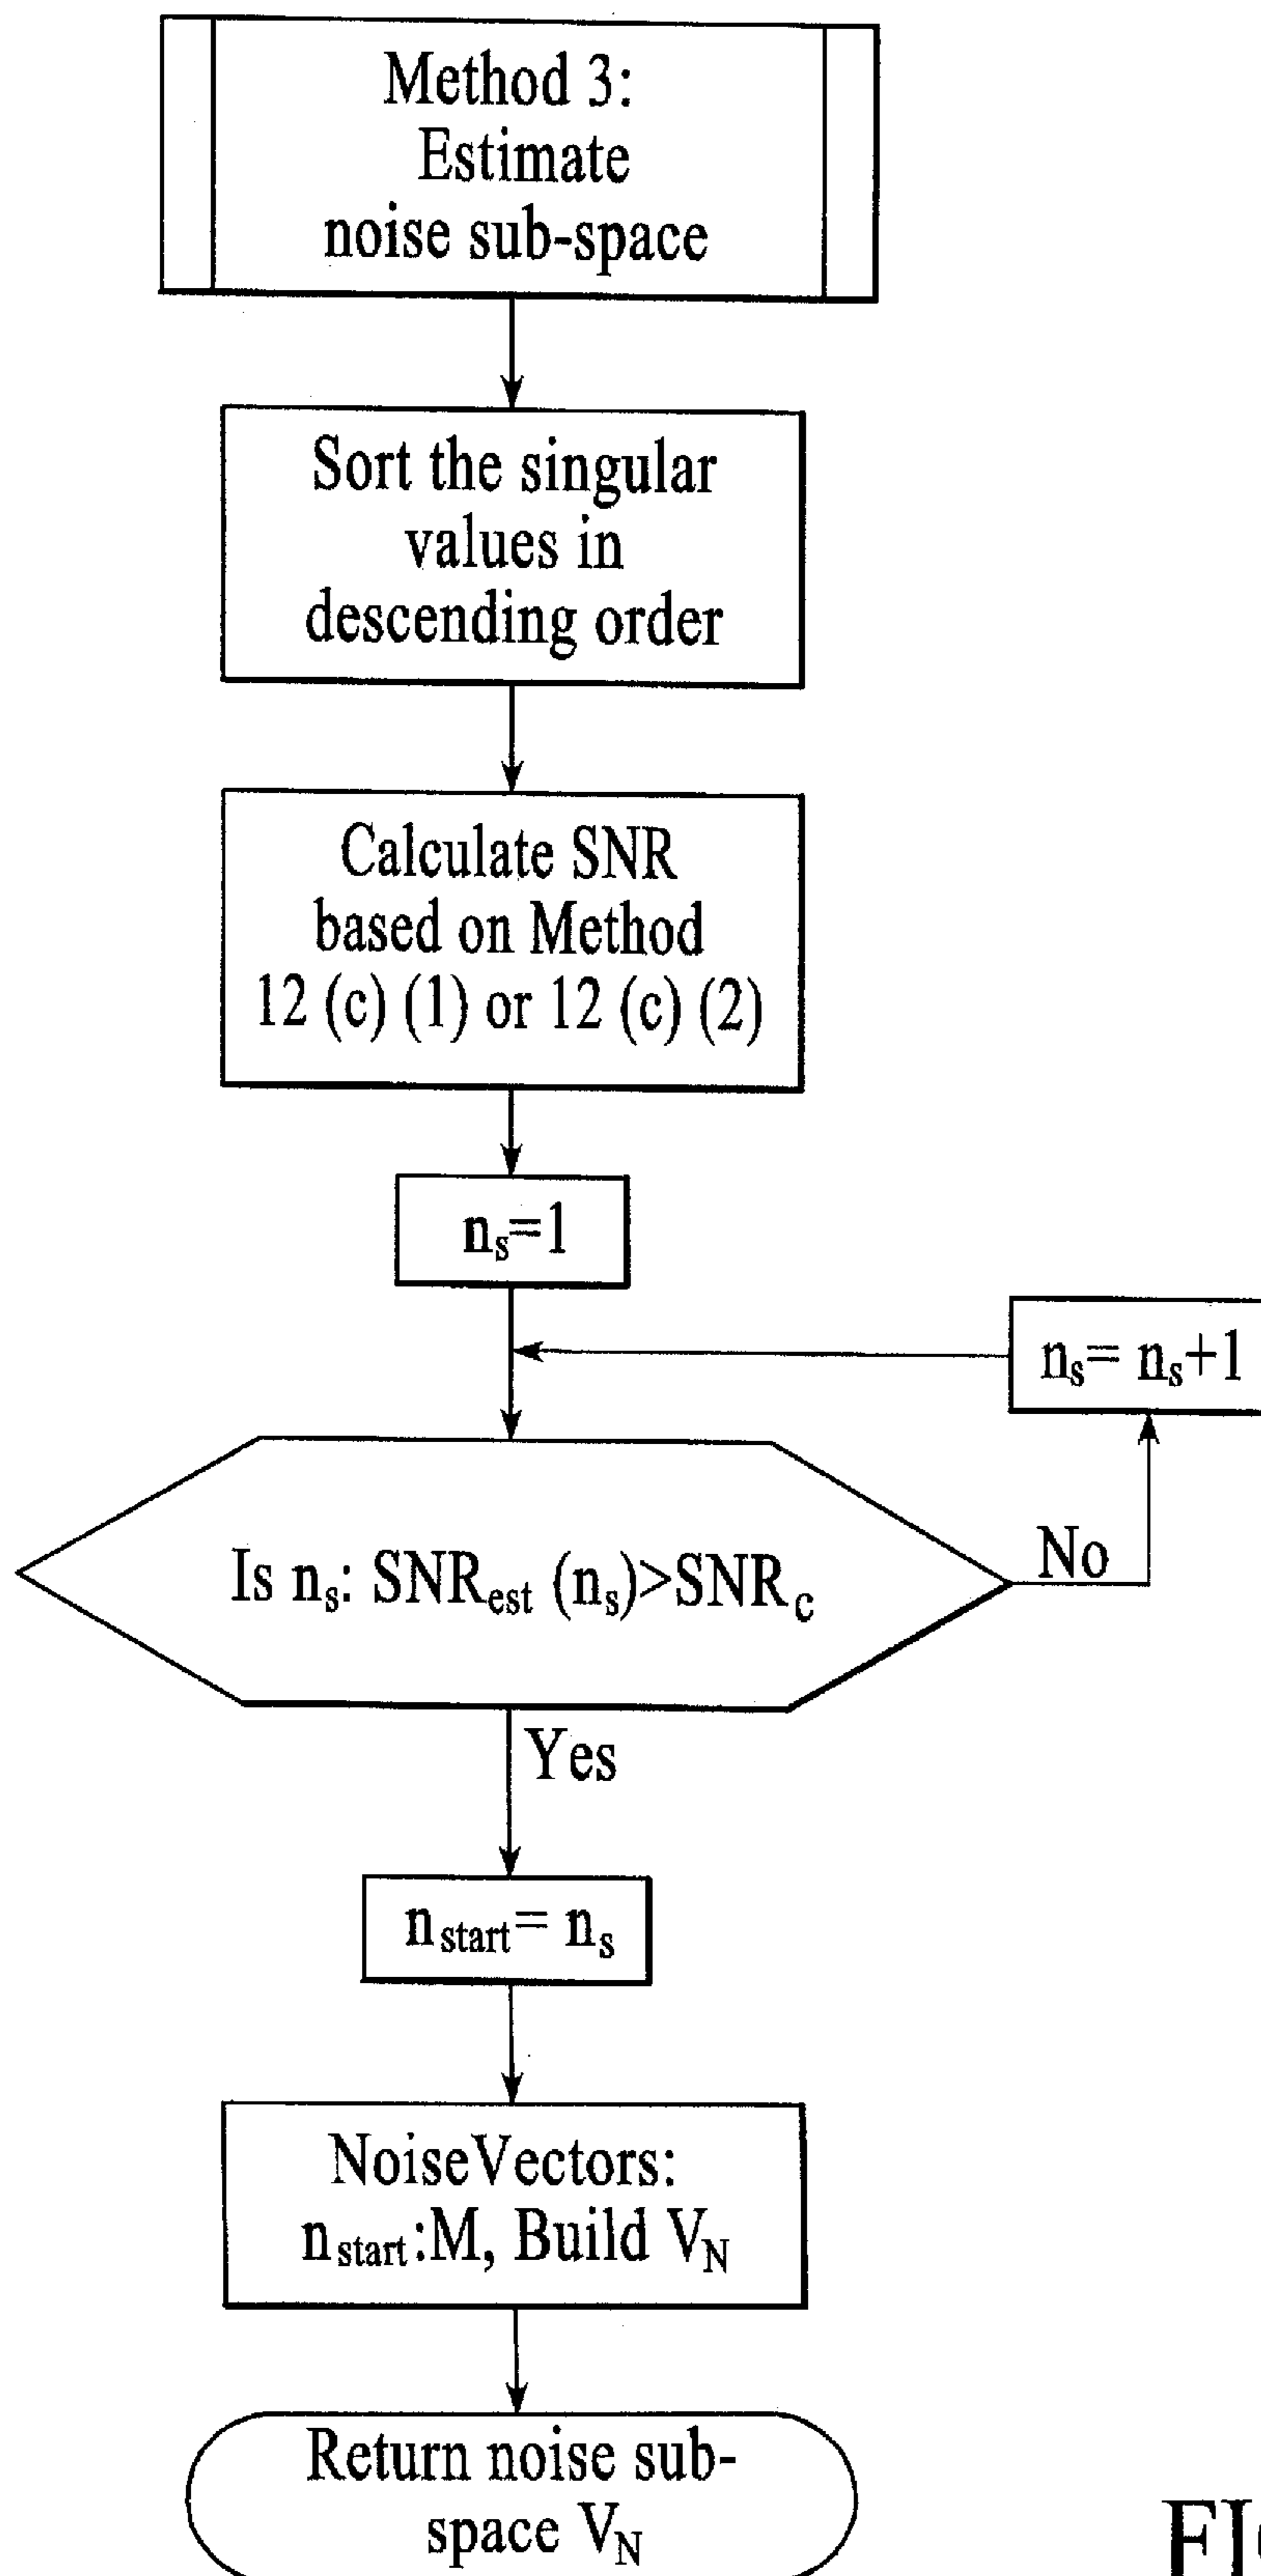 Method 3:
Estimate
noise sub-space
Sort the singular
values in
descending order
Calculate SNR
based on Method
12 (c) (1) or 12 (c) (2)
nₛ=1
nₛ= nₛ+1
Is nₛ: SNRest (nₛ)>SNRc
No
Yes
nstart= nₛ
NoiseVectors:
nstart:M, Build VN
Return noise sub-
space VN